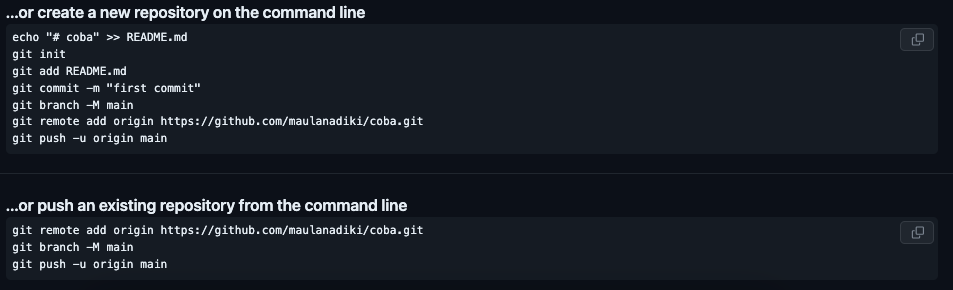 ...or create a new repository on the command line
echo "# coba" >> README.md
git init
git add README.md
git commit -m "first commit"
git branch -M main
git remote add origin https://github.com/maulanadiki/coba.git
git push -u origin main
...or push an existing repository from the command line
git remote add origin https://github.com/maulanadiki/coba.git
git branch -M main
git push -u origin main